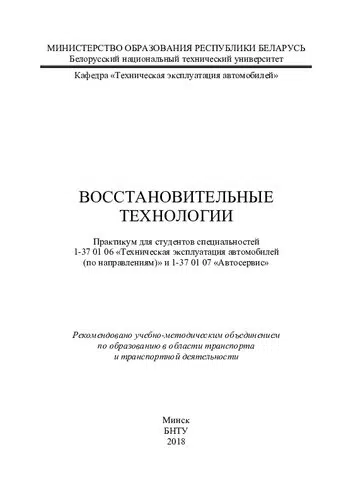 МИНИСТЕРСТВО ОБРАЗОВАНИЯ РЕСПУБЛИКИ БЕЛАРУСЬ
Белорусский национальный технический университет
Кафедра «Техническая эксплуатация автомобилей»
ВОССТАНОВИТЕЛЬНЫЕ
ТЕХНОЛОГИИ
Практикум для студентов специальностей
1-37 01 06 «Техническая эксплуатация автомобилей
(по направлениям)» и 1-37 01 07 «Автосервис»
Рекомендовано учебно-методическим объединением
по образованию в области транспорта
и транспортной деятельности
Минск
БНТУ
2018